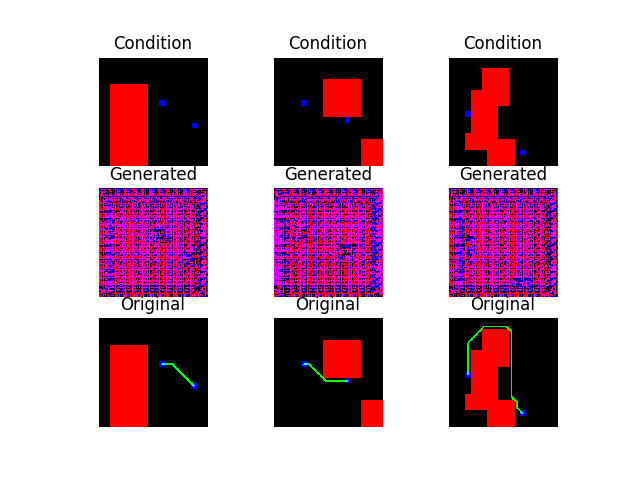 Condition
Condition
Condition
Generated
Generated
Generated
Original
Original
Original